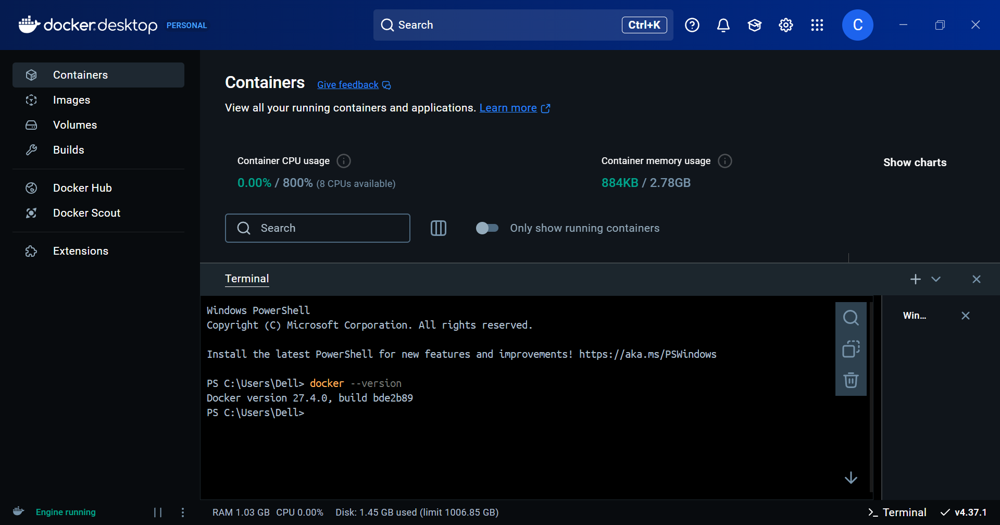 docker desktop PERSONAL
Search Ctrl+K
C
Containers
Images
Volumes
Builds
Docker Hub
Docker Scout
Extensions
Containers Give feedback
View all your running containers and applications. Learn more
Container CPU usage
0.00% / 800% (8 CPUs available)
Container memory usage
884KB / 2.78GB
Show charts
Search
Only show running containers
Terminal
Windows PowerShell
Copyright (C) Microsoft Corporation. All rights reserved.
Install the latest PowerShell for new features and improvements! https://aka.ms/PSWindows
PS C:\Users\Dell> docker --version
Docker version 27.4.0, build bde2b89
PS C:\Users\Dell>
Win...
Engine running
RAM 1.03 GB CPU 0.00% Disk: 1.45 GB used (limit 1006.85 GB)
Terminal
v4.37.1